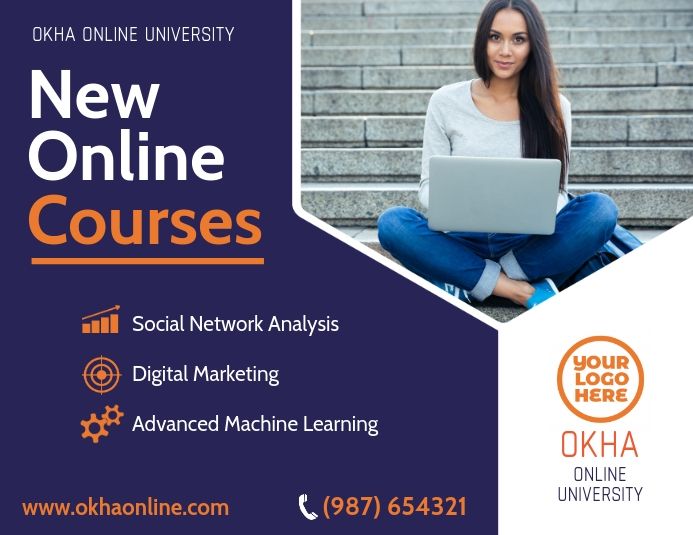 OKHA ONLINE UNIVERSITY
New
Online
Courses
Social Network Analysis
Digital Marketing
Advanced Machine Learning
YOUR
LOGO
HERE
OKHA
ONLINE
UNIVERSITY
www.okhaonline.com
(987) 654321